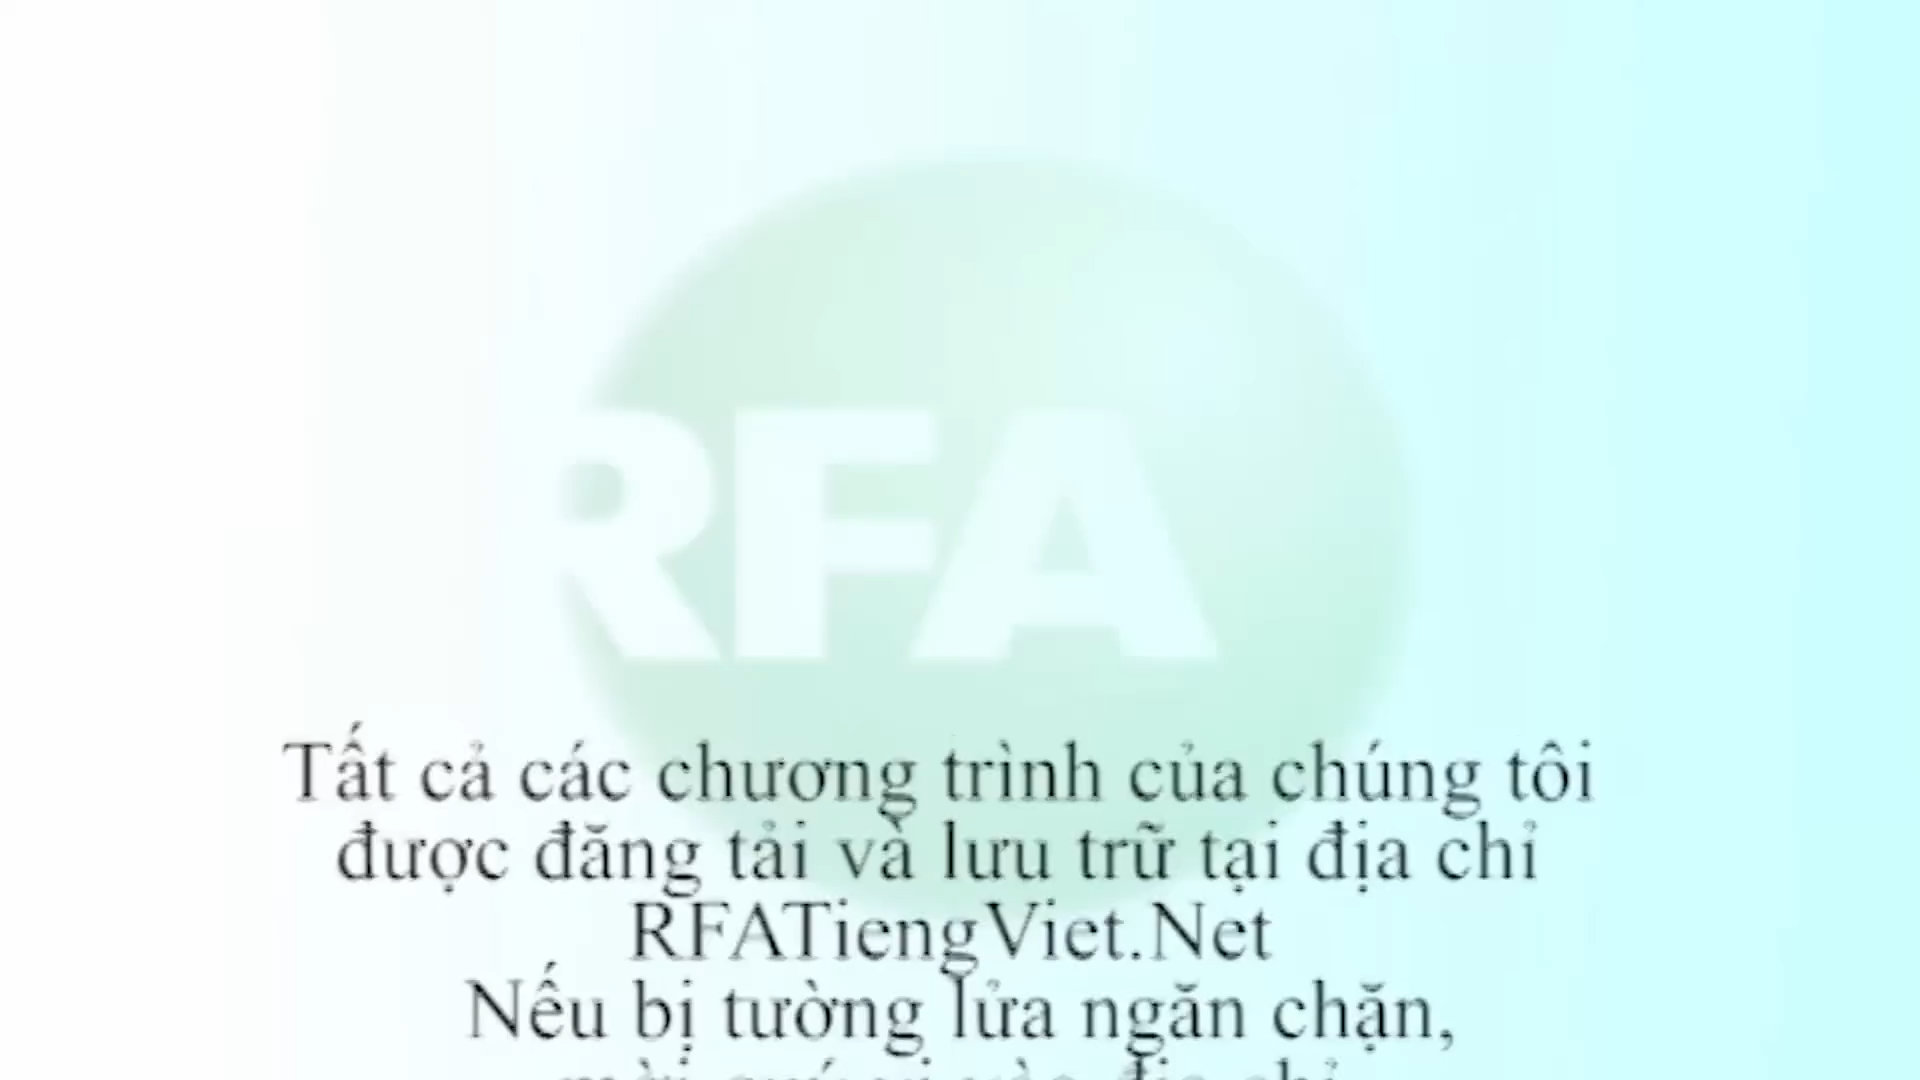 RFA
Tất cả các chương trình của chúng tôi
được đăng tải và lưu trữ tại địa chỉ
RFATiengViet.Net
Nếu bị tường lửa ngăn chặn,